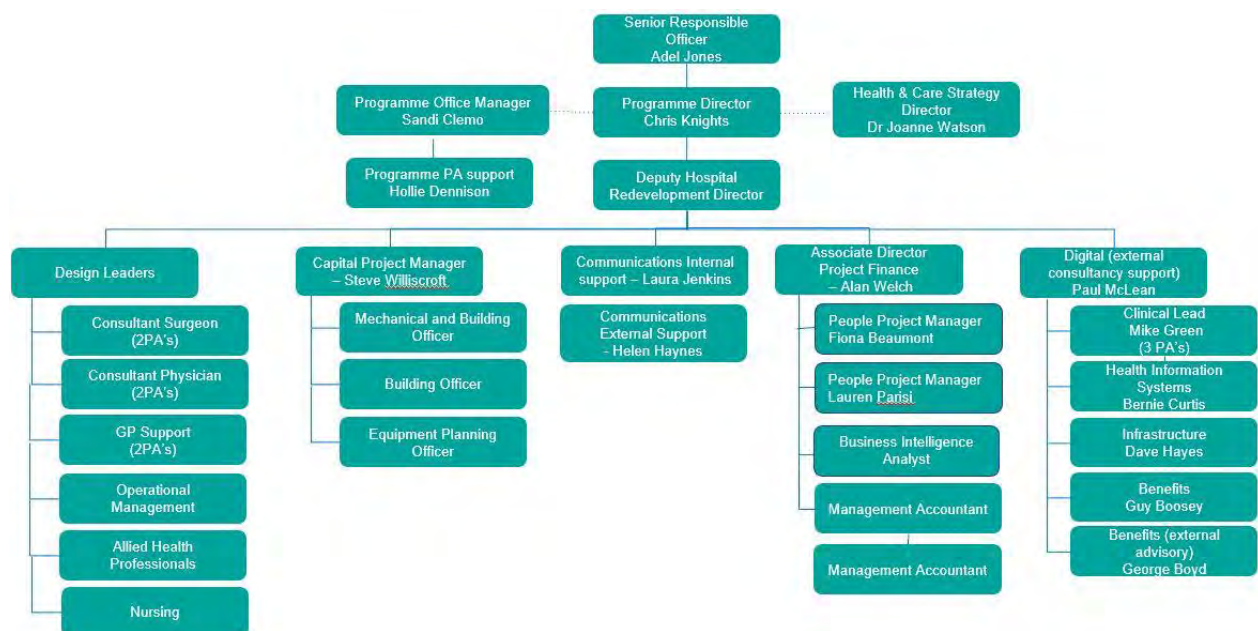 Senior Responsible
Officer
Adel Jones
Programme Office Manager
Sandi Clemo
Programme Director
Chris Knights
Health & Care Strategy
Director
Dr Joanne Watson
Programme PA support
Hollie Dennison
Deputy Hospital
Redevelopment Director
Design Leaders
Consultant Surgeon
(2PA's)
Consultant Physician
(2PA's)
GP Support
(2PA's)
Operational
Management
Allied Health
Professionals
Nursing
Capital Project Manager
– Steve Williscroft
Mechanical and Building
Officer
Building Officer
Equipment Planning
Officer
Communications Internal
support – Laura Jenkins
Communications
External Support
- Helen Haynes
Associate Director
Project Finance
– Alan Welch
People Project Manager
Fiona Beaumont
People Project Manager
Lauren Parisi
Business Intelligence
Analyst
Management Accountant
Management Accountant
Digital (external
consultancy support)
Paul McLean
Clinical Lead
Mike Green
(3 PA's)
Health Information
Systems
Bernie Curtis
Infrastructure
Dave Hayes
Benefits
Guy Boosey
Benefits (external
advisory)
George Boyd